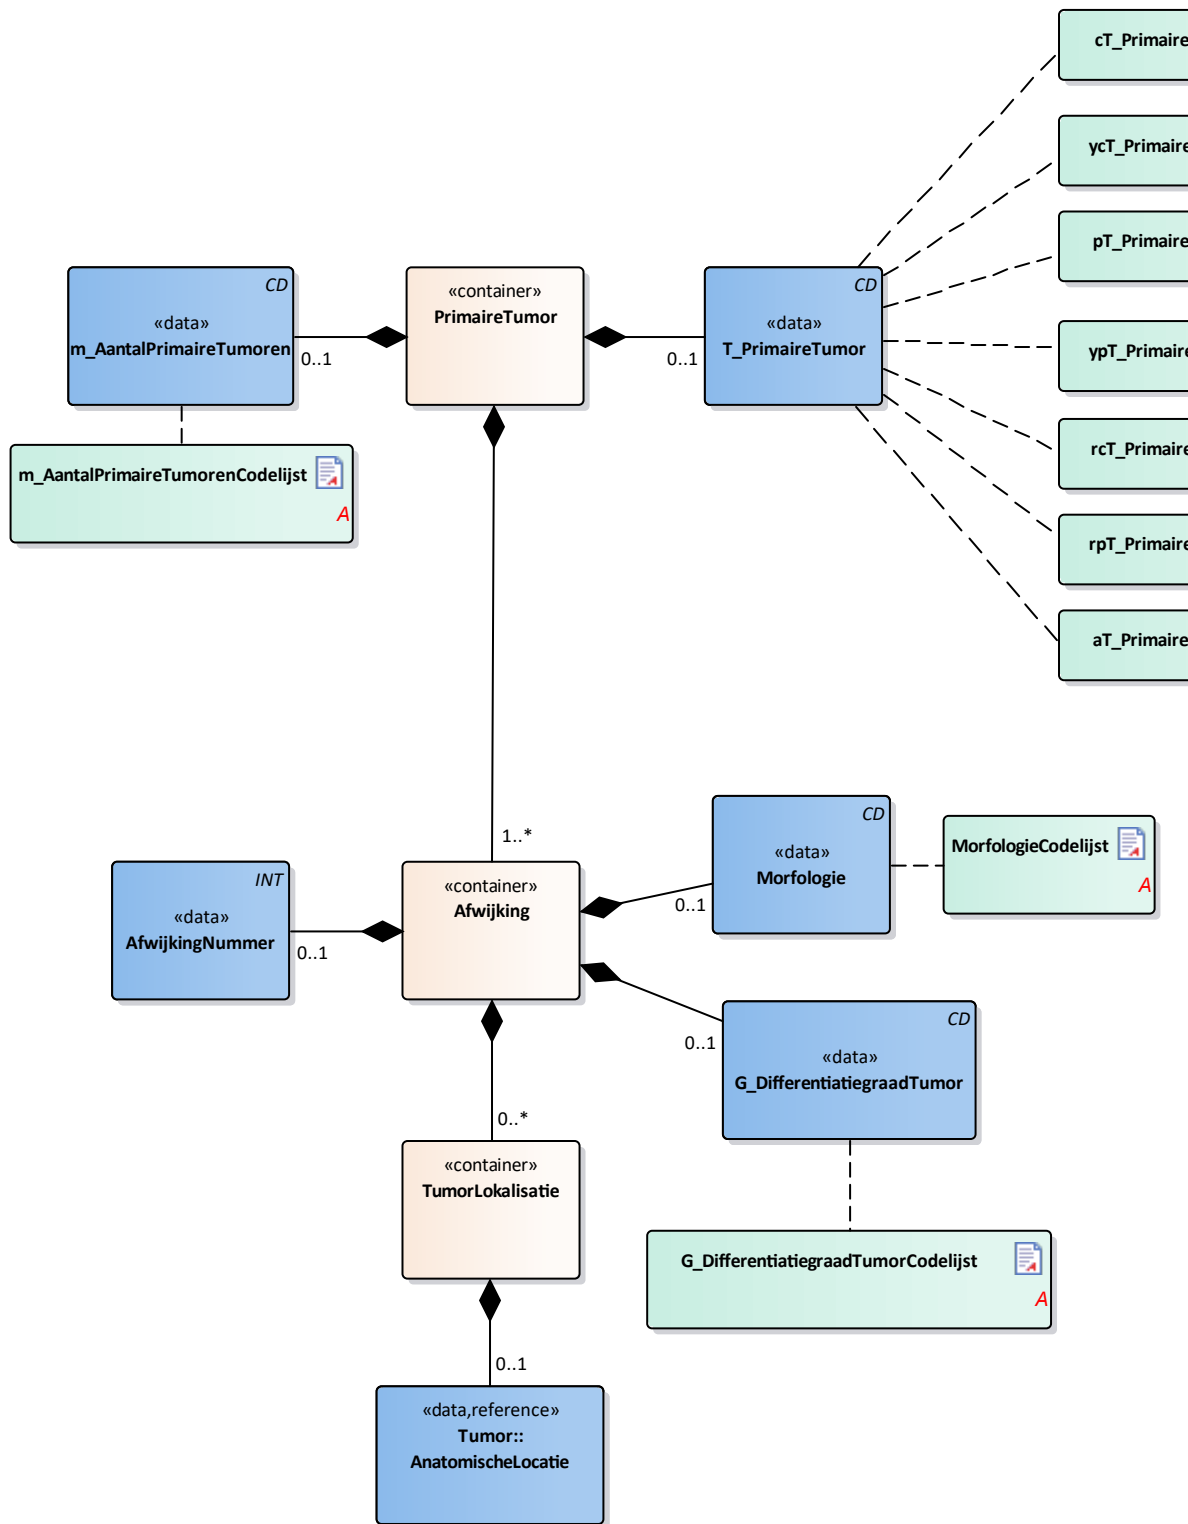 cT_Primaire
ycT_Primaire
pT_Primaire
ypT_Primaire
rcT_Primaire
rpT_Primaire
aT_Primaire
CD
«data»
m_AantalPrimaireTumoren
0..1
«container»
PrimaireTumor
CD
«data»
T_PrimaireTumor
0..1
m_AantalPrimaireTumorenCodelijst
A
1..*
CD
«data»
Morfologie
0..1
MorfologieCodelijst
A
INT
«data»
AfwijkingNummer
0..1
«container»
Afwijking
CD
«data»
G_DifferentiatiegraadTumor
0..1
0..*
«container»
TumorLokalisatie
G_DifferentiatiegraadTumorCodelijst
A
0..1
«data,reference»
Tumor::
AnatomischeLocatie